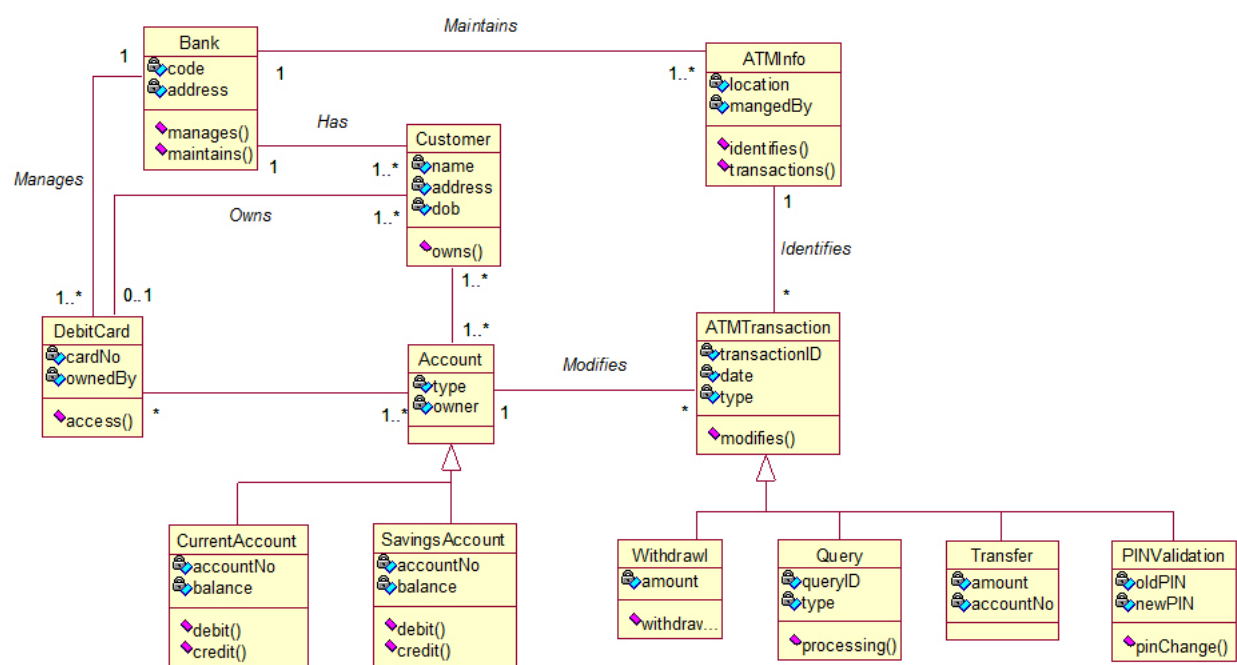 Maintains
Bank
code
address
manages()
maintains()
1
1
1..*
ATMInfo
location
mangedBy
identifies()
transactions()
Has
1
1..*
Customer
name
address
dob
owns()
Manages
Owns
1..*
1..*
0..1
1
Identifies
*
1..*
1..*
DebitCard
cardNo
ownedBy
access()
*
1..*
Account
type
owner
Modifies
1
*
ATMTransaction
transactionID
date
type
modifies()
CurrentAccount
accountNo
balance
debit()
credit()
SavingsAccount
accountNo
balance
debit()
credit()
Withdrawl
amount
withdraw...
Query
queryID
type
processing()
Transfer
amount
accountNo
PINValidation
oldPIN
newPIN
pinChange()